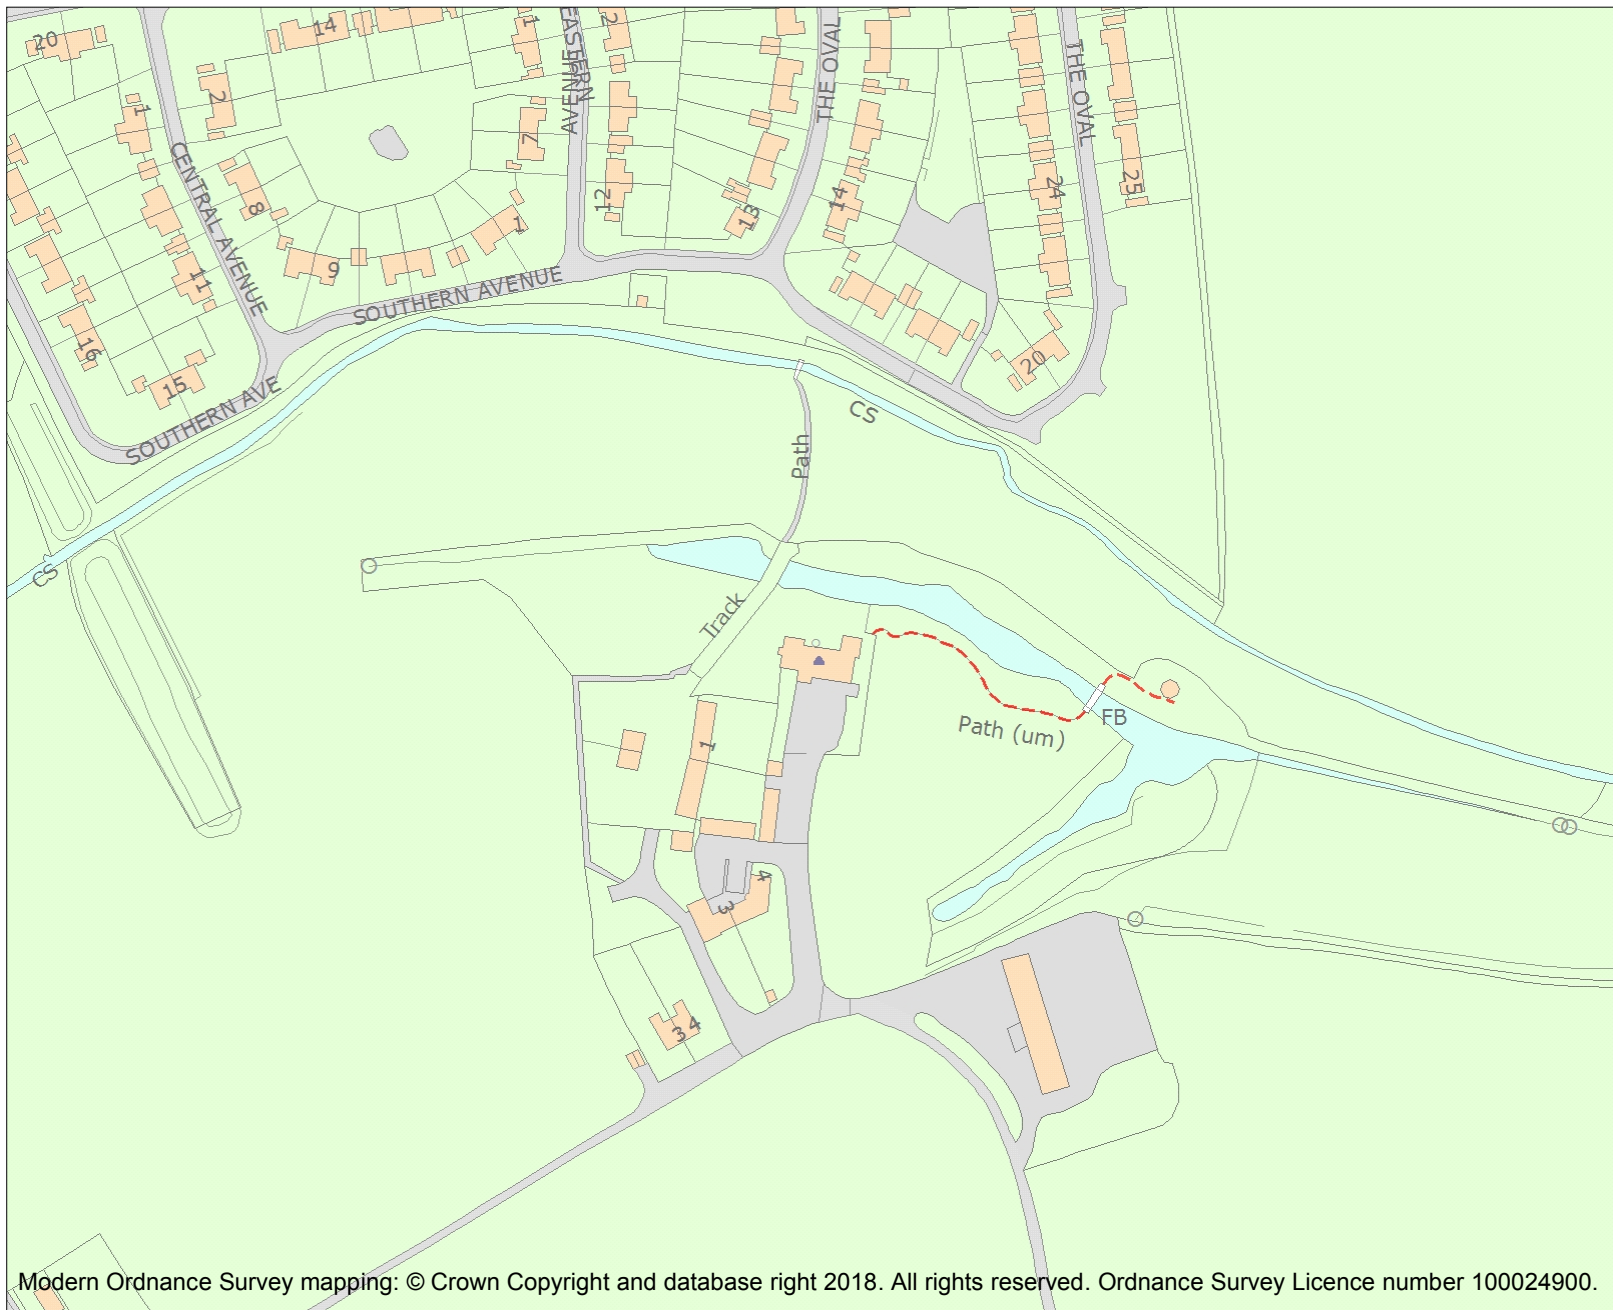 20
14
1
EASTERN
AVENUE
2
THE OVAL
THE OVAL
2
1
7
CENTRAL AVENUE
8
12
13
14
24
25
1
9
11
SOUTHERN AVENUE
16
15
SOUTHERN AVE
20
CS
Path
CS
Track
FB
Path (um)
1
4
3
3 4
Modern Ordnance Survey mapping: © Crown Copyright and database right 2018. All rights reserved. Ordnance Survey Licence number 100024900.